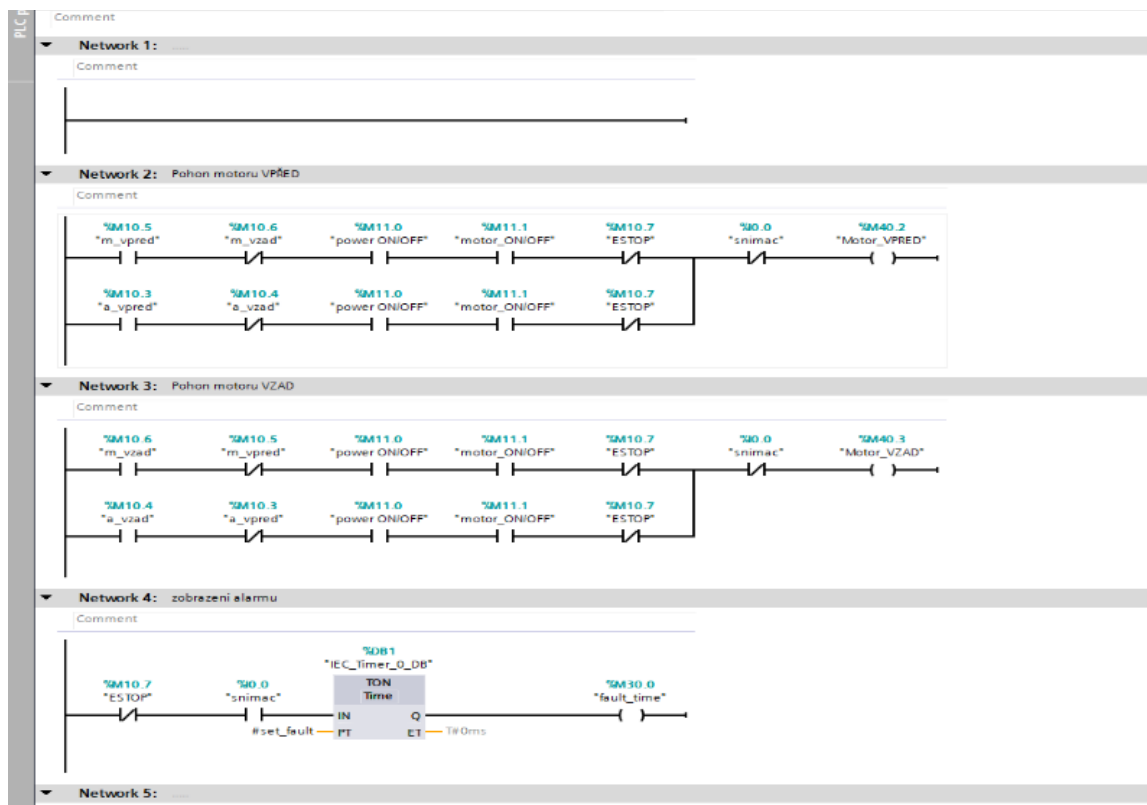 Comment
Network 1: .....
Comment
Network 2: Pohon motoru VPŘED
Comment
%M10.5 %M10.6 %M11.0 %M11.1 %M10.7 %I0.0 %M40.2
"m_vpred" "m_vzad" "power ON/OFF" "motor_ON/OFF" "ESTOP" "snimac" "Motor_VPRED"
%M10.3 %M10.4 %M11.0 %M11.1 %M10.7
"a_vpred" "a_vzad" "power ON/OFF" "motor_ON/OFF" "ESTOP"
Network 3: Pohon motoru VZAD
Comment
%M10.6 %M10.5 %M11.0 %M11.1 %M10.7 %I0.0 %M40.3
"m_vzad" "m_vpred" "power ON/OFF" "motor_ON/OFF" "ESTOP" "snimac" "Motor_VZAD"
%M10.4 %M10.3 %M11.0 %M11.1 %M10.7
"a_vzad" "a_vpred" "power ON/OFF" "motor_ON/OFF" "ESTOP"
Network 4: zobrazeni alarmu
Comment
%DB1
"IEC_Timer_0_DB"
%M10.7 %I0.0 TON %M30.0
"ESTOP" "snimac" Time "fault_time"
IN Q
#set_fault PT ET T#0ms
Network 5: .....
PLC